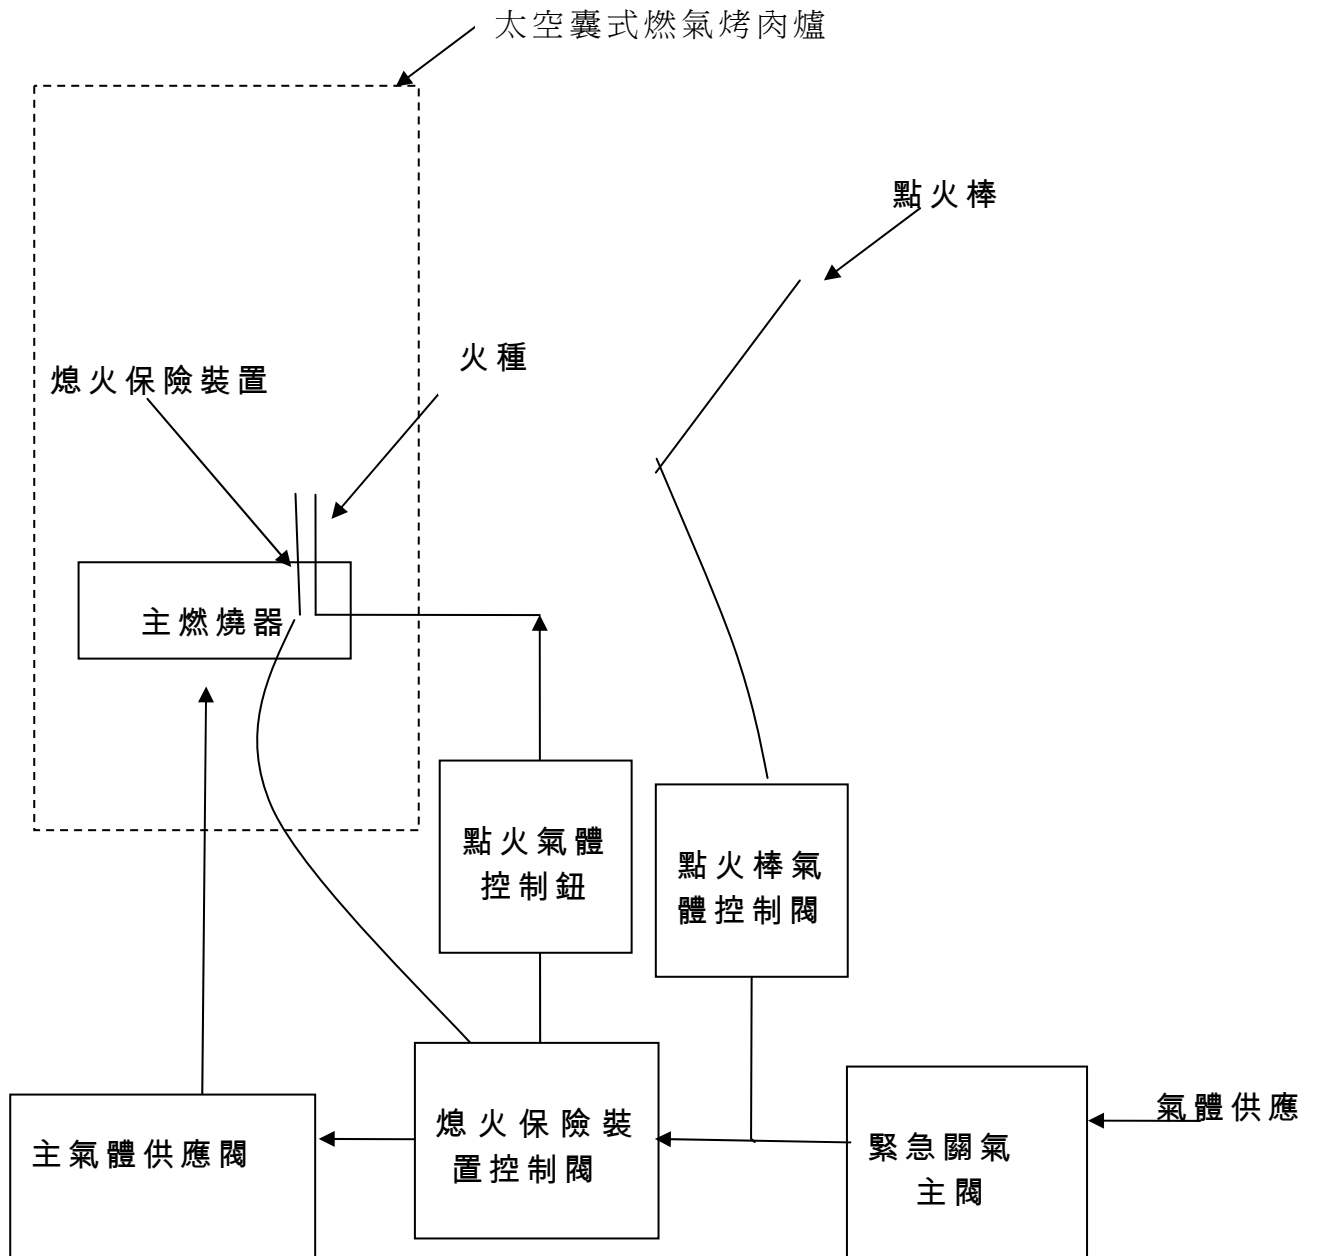 太空囊式燃氣烤肉爐
點火棒
火種
熄火保險裝置
主燃燒器
點火氣體
控制鈕
點火棒氣
體控制閥
熄火保險裝
置控制閥
主氣體供應閥
緊急關氣
主閥
氣體供應